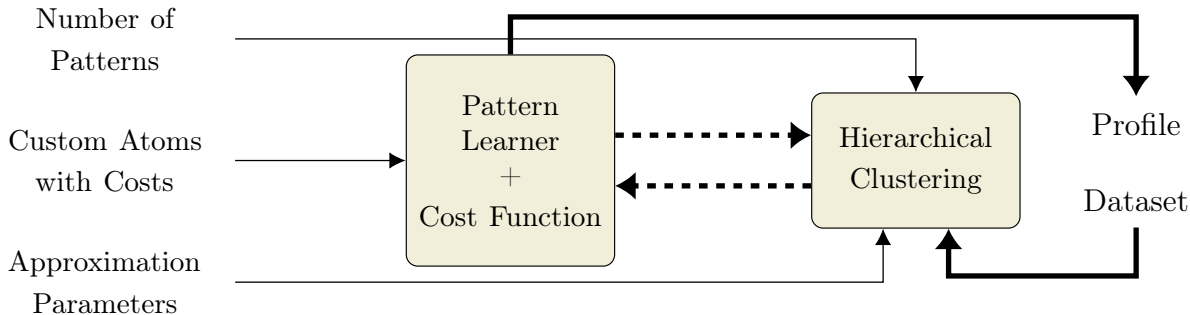 Number of
Patterns
Custom Atoms
with Costs
Approximation
Parameters
Pattern
Learner
+
Cost Function
Hierarchical
Clustering
Profile
Dataset